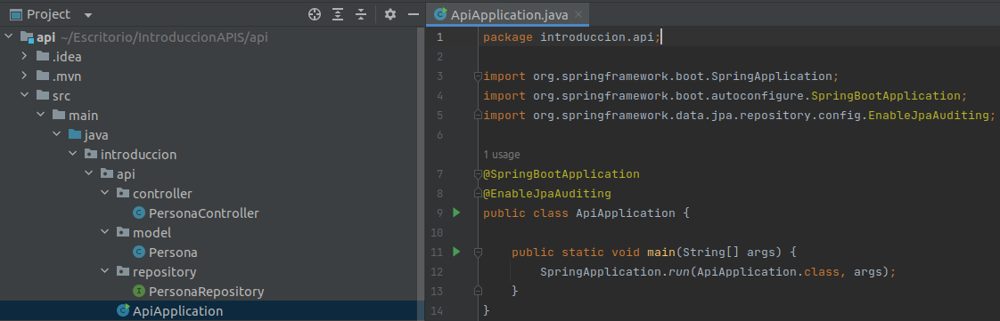 Project
api ~/Escritorio/IntroduccionAPIS/api
.idea
.mvn
src
main
java
introduccion
api
controller
PersonaController
model
Persona
repository
PersonaRepository
ApiApplication
ApiApplication.java
1 package introduccion.api;
2
3 import org.springframework.boot.SpringApplication;
4 import org.springframework.boot.autoconfigure.SpringBootApplication;
5 import org.springframework.data.jpa.repository.config.EnableJpaAuditing;
6
1 usage
7 @SpringBootApplication
8 @EnableJpaAuditing
9 public class ApiApplication {
10
11 public static void main(String[] args) {
12 SpringApplication.run(ApiApplication.class, args);
13 }
14 }